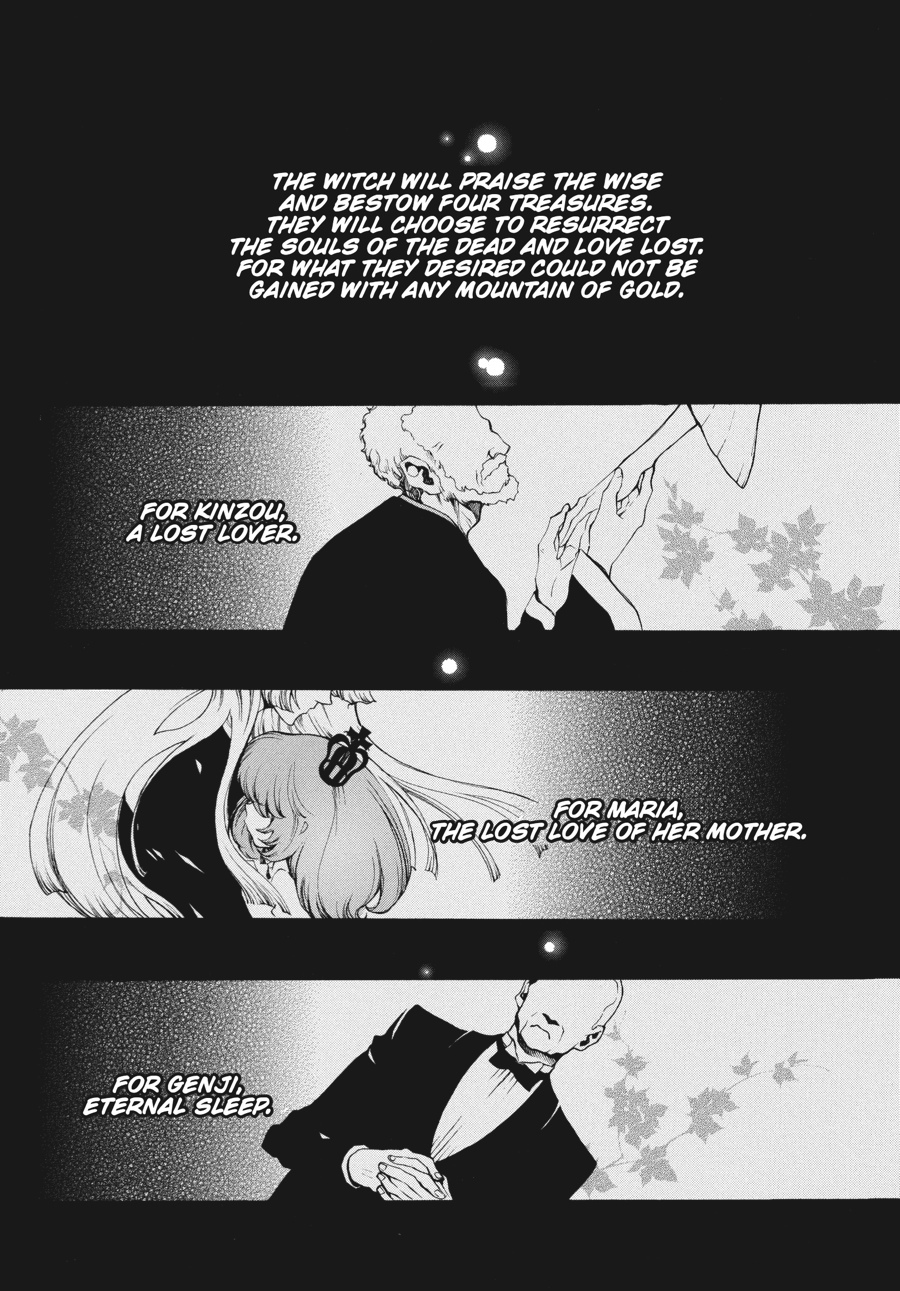 THE WITCH WILL PRAISE THE WISE
AND BESTOW FOUR TREASURES.
THEY WILL CHOOSE TO RESURRECT
THE SOULS OF THE DEAD AND LOVE LOST.
FOR WHAT THEY DESIRED COULD NOT BE
GAINED WITH ANY MOUNTAIN OF GOLD.
FOR KINZOU,
A LOST LOVER.
FOR MARIA,
THE LOST LOVE OF HER MOTHER.
FOR GENJI,
ETERNAL SLEEP.